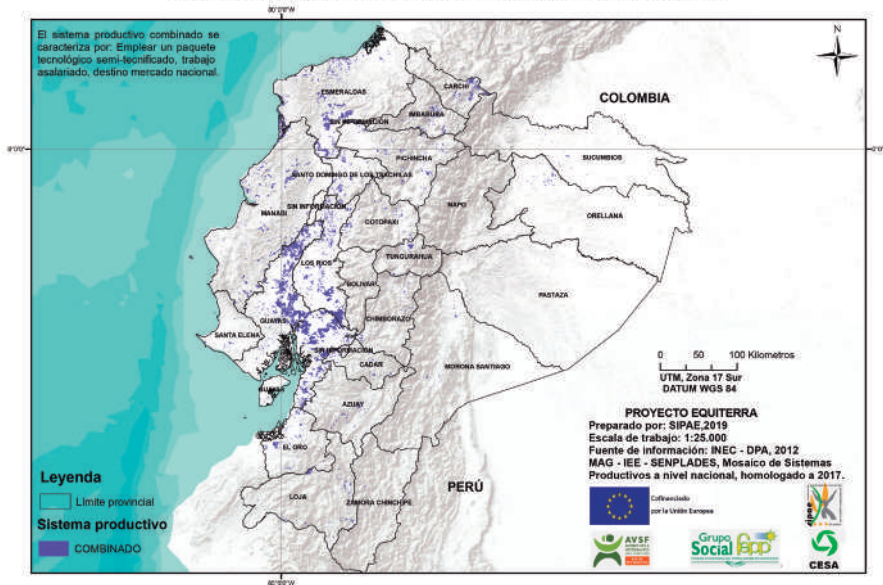 80°0'0"W
El sistema productivo combinado se
caracteriza por: Emplear un paquete
tecnológico semi-tecnificado, trabajo
asalariado, destino mercado nacional.
N
COLOMBIA
CARCHI
ESMERALDAS
IMBABURA
SIN INFORMACIÓN
0°0'0"
PICHINCHA
SUCUMBIOS
SANTO DOMINGO DE LOS TSACHILAS
NAPO
SIN INFORMACIÓN
MANABI
ORELLANA
COTOPAXI
TUNGURAHUA
LOS RIOS
BOLIVAR
PASTAZA
CHIMBORAZO
GUAYAS
SANTA ELENA
SIN INFORMACIÓN
CAÑAR
MORONA SANTIAGO
GUAYAS
AZUAY
EL ORO
LOJA
ZAMORA CHINCHIPE
PERÚ
0 50 100 Kilometros
UTM, Zona 17 Sur
DATUM WGS 84
PROYECTO EQUITERRA
Preparado por: SIPAE,2019
Escala de trabajo: 1:25.000
Fuente de información: INEC - DPA, 2012
MAG - IEE - SENPLADES, Mosaico de Sistemas
Productivos a nivel nacional, homologado a 2017.
Leyenda
Límite provincial
Sistema productivo
COMBINADO
Cofinanciado
por la Unión Europea
sipae
AVSF
Grupo
Social fepp
CESA